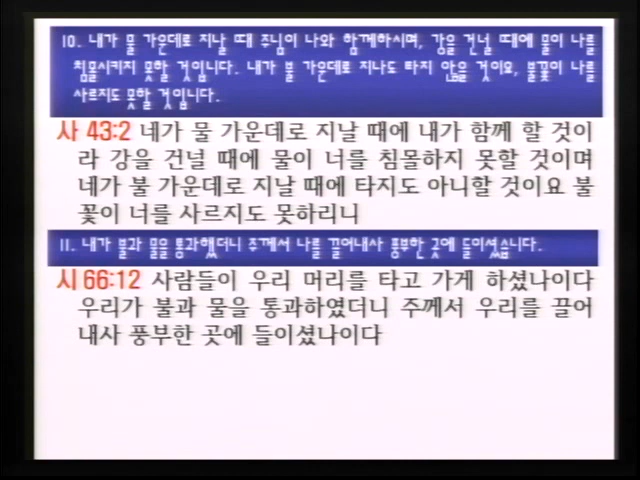 10. 내가 물 가운데로 지날 때 주님이 나와 함께하시며, 강을 건널 때에 물이 나를
침몰시키지 못할 것입니다. 내가 불 가운데로 지나도 타지 않을 것이요, 불꽃이 나를
사르지도 못할 것입니다.
사 43:2 네가 물 가운데로 지날 때에 내가 함께 할 것이
라 강을 건널 때에 물이 너를 침몰하지 못할 것이며
네가 불 가운데로 지날 때에 타지도 아니할 것이요 불
꽃이 너를 사르지도 못하리니
11. 내가 불과 물을 통과했더니 주께서 나를 끌어내사 풍부한 곳에 들이셨습니다.
시 66:12 사람들이 우리 머리를 타고 가게 하셨나이다
우리가 불과 물을 통과하였더니 주께서 우리를 끌어
내사 풍부한 곳에 들이셨나이다